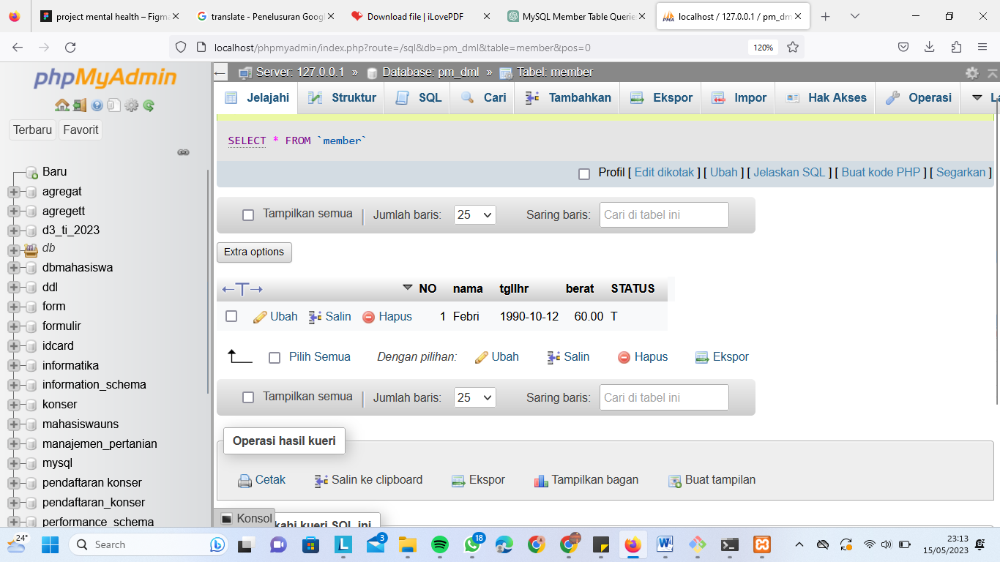 project mental health – Figma
translate - Penelusuran Goog
Download file | iLovePDF
MySQL Member Table Querie
localhost / 127.0.0.1 / pm_dm
localhost/phpmyadmin/index.php?route=/sql&db=pm_dml&table=member&pos=0
120%
phpMyAdmin
Terbaru Favorit
Baru
agregat
agregett
d3_ti_2023
db
dbmahasiswa
ddl
form
formulir
idcard
informatika
information_schema
konser
mahasiswauns
manajemen_pertanian
mysql
pendaftaran konser
pendaftaran_konser
performance_schema
Server: 127.0.0.1 » Database: pm_dml » Tabel: member
Jelajahi Struktur SQL Cari Tambahkan Ekspor Impor Hak Akses Operasi
SELECT * FROM `member`
Profil [ Edit dikotak ] [ Ubah ] [ Jelaskan SQL ] [ Buat kode PHP ] [ Segarkan ]
Tampilkan semua | Jumlah baris: 25 Saring baris: Cari di tabel ini
Extra options
←T→ NO nama tgllhr berat STATUS
Ubah Salin Hapus 1 Febri 1990-10-12 60.00 T
Pilih Semua Dengan pilihan: Ubah Salin Hapus Ekspor
Tampilkan semua | Jumlah baris: 25 Saring baris: Cari di tabel ini
Operasi hasil kueri
Cetak Salin ke clipboard Ekspor Tampilkan bagan Buat tampilan
Konsol
kueri SQL ini
24°
Search
3
18
23:13
15/05/2023